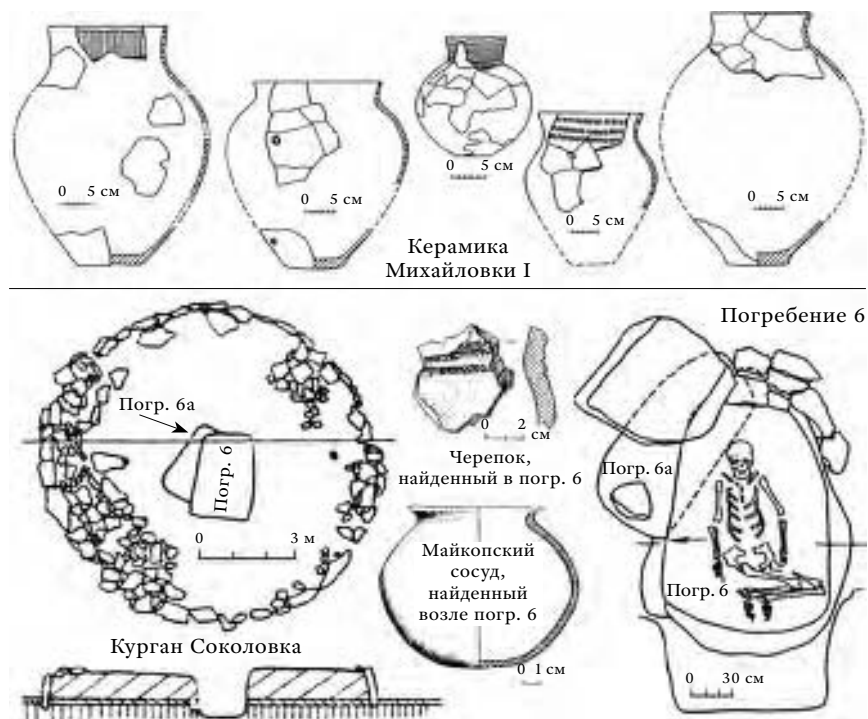 0 5 см
0 5 см
0 5 см
0 5 см
0 5 см
Керамика
Михайловки I
Погребение 6
Погр. 6а
Погр. 6
0 3 м
Курган Соколовка
0 2
см
Черепок,
найденный в погр. 6
Майкопский
сосуд,
найденный
возле погр. 6
0 1 см
Погр. 6а
Погр. 6
0 30 см